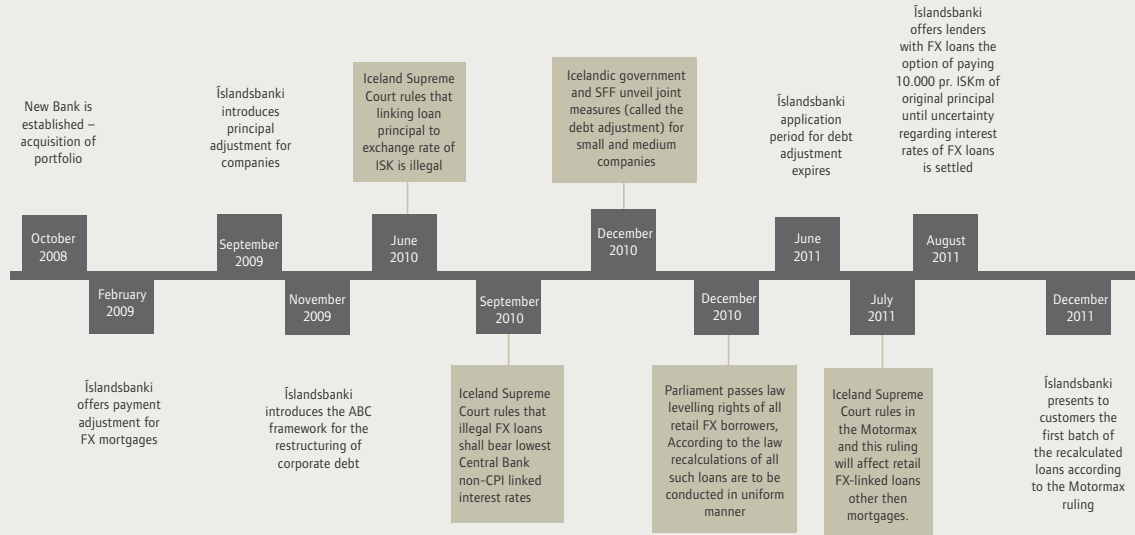 New Bank is
established –
acquisition of
portfolio
October
2008
February
2009
Íslandsbanki
offers payment
adjustment for
FX mortgages
Íslandsbanki
introduces
principal
adjustment for
companies
September
2009
November
2009
Íslandsbanki
introduces the ABC
framework for the
restructuring of
corporate debt
Iceland Supreme
Court rules that
linking loan
principal to
exchange rate of
ISK is illegal
June
2010
September
2010
Iceland Supreme
Court rules that
illegal FX loans
shall bear lowest
Central Bank
non-CPI linked
interest rates
Icelandic government
and SFF unveil joint
measures (called the
debt adjustment) for
small and medium
companies
December
2010
December
2010
Parliament passes law
levelling rights of all
retail FX borrowers,
According to the law
recalculations of all
such loans are to be
conducted in uniform
manner
Íslandsbanki
application
period for debt
adjustment
expires
June
2011
July
2011
Iceland Supreme
Court rules in
the Motormax
and this ruling
will affect retail
FX-linked loans
other then
mortgages.
Íslandsbanki
offers lenders
with FX loans the
option of paying
10.000 pr. ISKm of
original principal
until uncertainty
regarding interest
rates of FX loans
is settled
August
2011
December
2011
Íslandsbanki
presents to
customers the
first batch of
the recalculated
loans according
to the Motormax
ruling